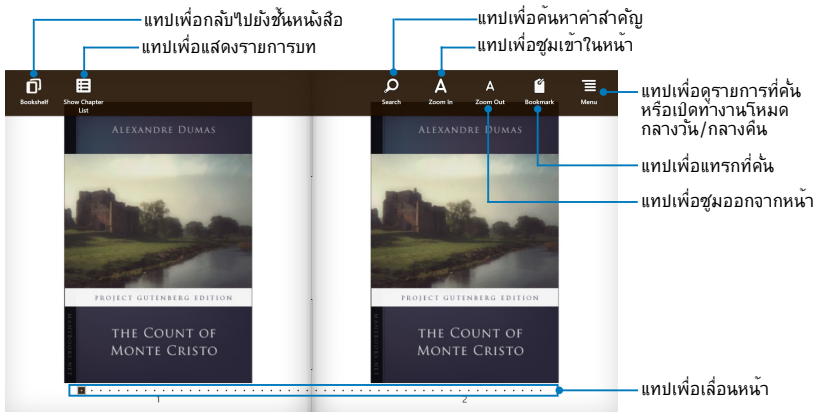 แทปเพื่อกลับไปยังชั้นหนังสือ
แทปเพื่อแสดงรายการบท
แทปเพื่อค้นหาคำสำคัญ
แทปเพื่อซูมเข้าในหน้า
Bookshelf
Show Chapter
List
Search
Zoom In
Zoom Out
Bookmark
Menu
แทปเพื่อดูรายการที่คั่น
หรือเปิดทำงานโหมด
กลางวัน/กลางคืน
แทปเพื่อแทรกที่คั่น
แทปเพื่อซูมออกจากหน้า
ALEXANDRE DUMAS
PROJECT GUTENBERG EDITION
THE COUNT OF
MONTE CRISTO
ALEXANDRE DUMAS
PROJECT GUTENBERG EDITION
THE COUNT OF
MONTE CRISTO
แทปเพื่อเลื่อนหน้า
1
2